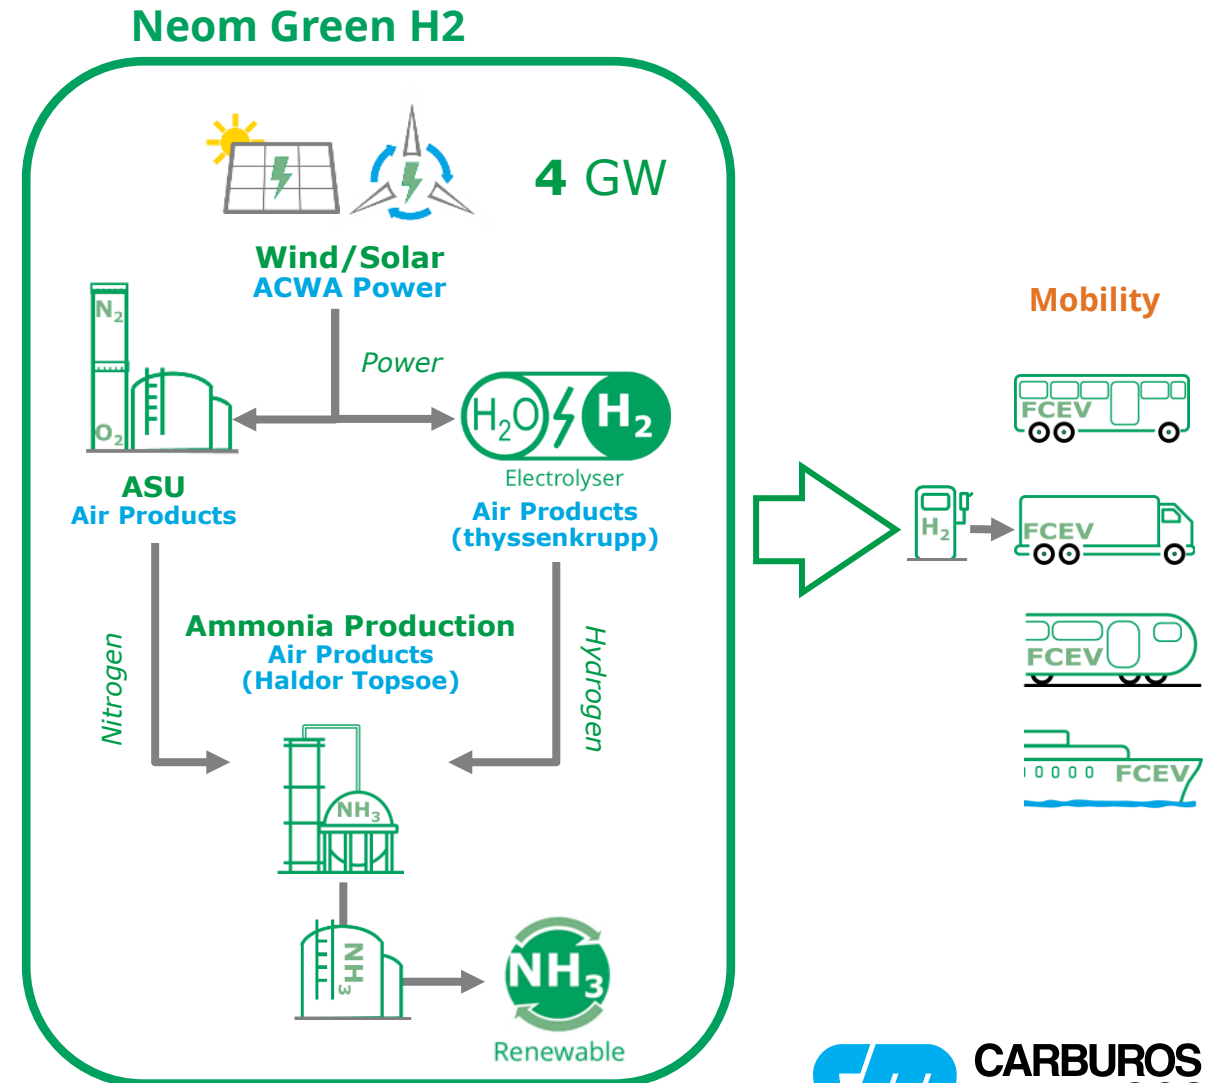 Neom Green H2
4 GW
Wind/Solar
ACWA Power
Power
N₂
O₂
H₂O
H₂
Electrolyser
ASU
Air Products
Air Products
(thyssenkrupp)
Nitrogen
Ammonia Production
Air Products
(Haldor Topsoe)
Hydrogen
NH₃
NH₃
NH₃
Renewable
Mobility
FCEV
H₂
FCEV
FCEV
FCEV
CARBUROS